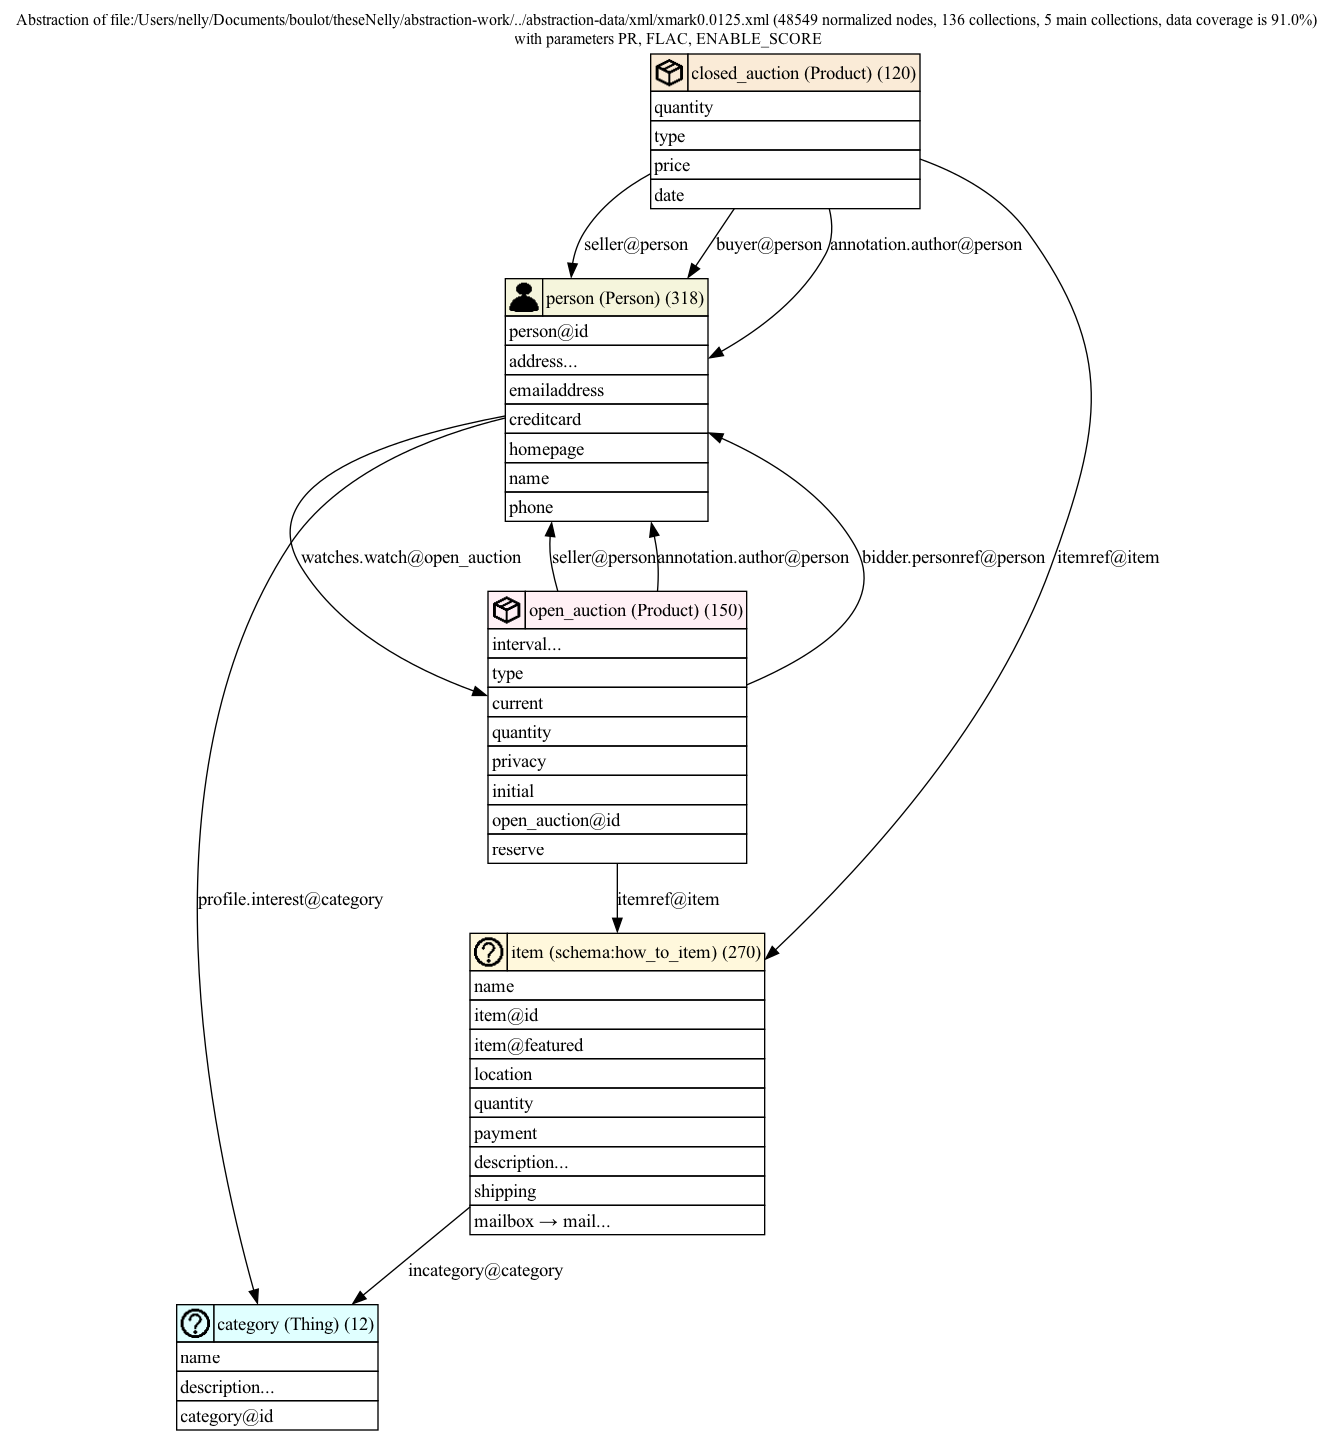 Abstraction of file:/Users/nelly/Documents/boulot/theseNelly/abstraction-work/../abstraction-data/xml/xmark0.0125.xml (48549 normalized nodes, 136 collections, 5 main collections, data coverage is 91.0%)
with parameters PR, FLAC, ENABLE_SCORE
closed_auction (Product) (120)
quantity
type
price
date
seller@person
buyer@person
annotation.author@person
person (Person) (318)
person@id
address...
emailaddress
creditcard
homepage
name
phone
watches.watch@open_auction
seller@person
annotation.author@person
bidder.personref@person
itemref@item
open_auction (Product) (150)
interval...
type
current
quantity
privacy
initial
open_auction@id
reserve
profile.interest@category
itemref@item
item (schema:how_to_item) (270)
name
item@id
item@featured
location
quantity
payment
description...
shipping
mailbox → mail...
incategory@category
category (Thing) (12)
name
description...
category@id